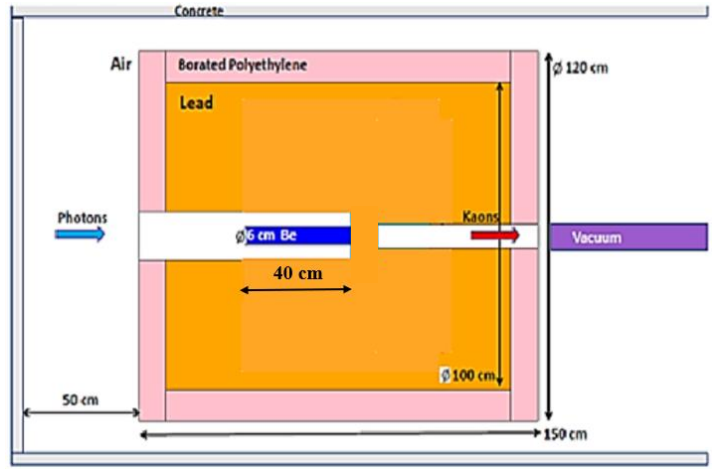 Concrete
Air
Borated Polyethylene
Ø 120 cm
Lead
Photons
Kaons
Ø 6 cm Be
Vacuum
40 cm
Ø 100 cm
50 cm
150 cm